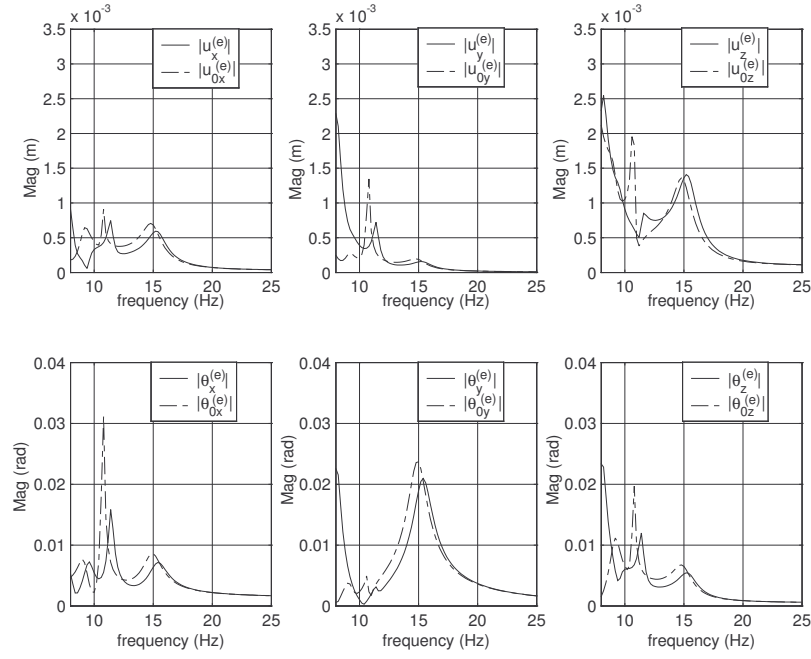 x 10⁻³ x 10⁻³ x 10⁻³
3.5 3.5 3.5
3 3 3
2.5 2.5 2.5
2 2 2
1.5 1.5 1.5
1 1 1
0.5 0.5 0.5
0 0 0
Mag (m) Mag (m) Mag (m)
|u_x^(e)| |u_y^(e)| |u_z^(e)|
|u_0x^(e)| |u_0y^(e)| |u_0z^(e)|
10 15 20 25 10 15 20 25 10 15 20 25
frequency (Hz) frequency (Hz) frequency (Hz)
0.04 0.04 0.04
0.03 0.03 0.03
0.02 0.02 0.02
0.01 0.01 0.01
0 0 0
Mag (rad) Mag (rad) Mag (rad)
|θ_x^(e)| |θ_y^(e)| |θ_z^(e)|
|θ_0x^(e)| |θ_0y^(e)| |θ_0z^(e)|
10 15 20 25 10 15 20 25 10 15 20 25
frequency (Hz) frequency (Hz) frequency (Hz)